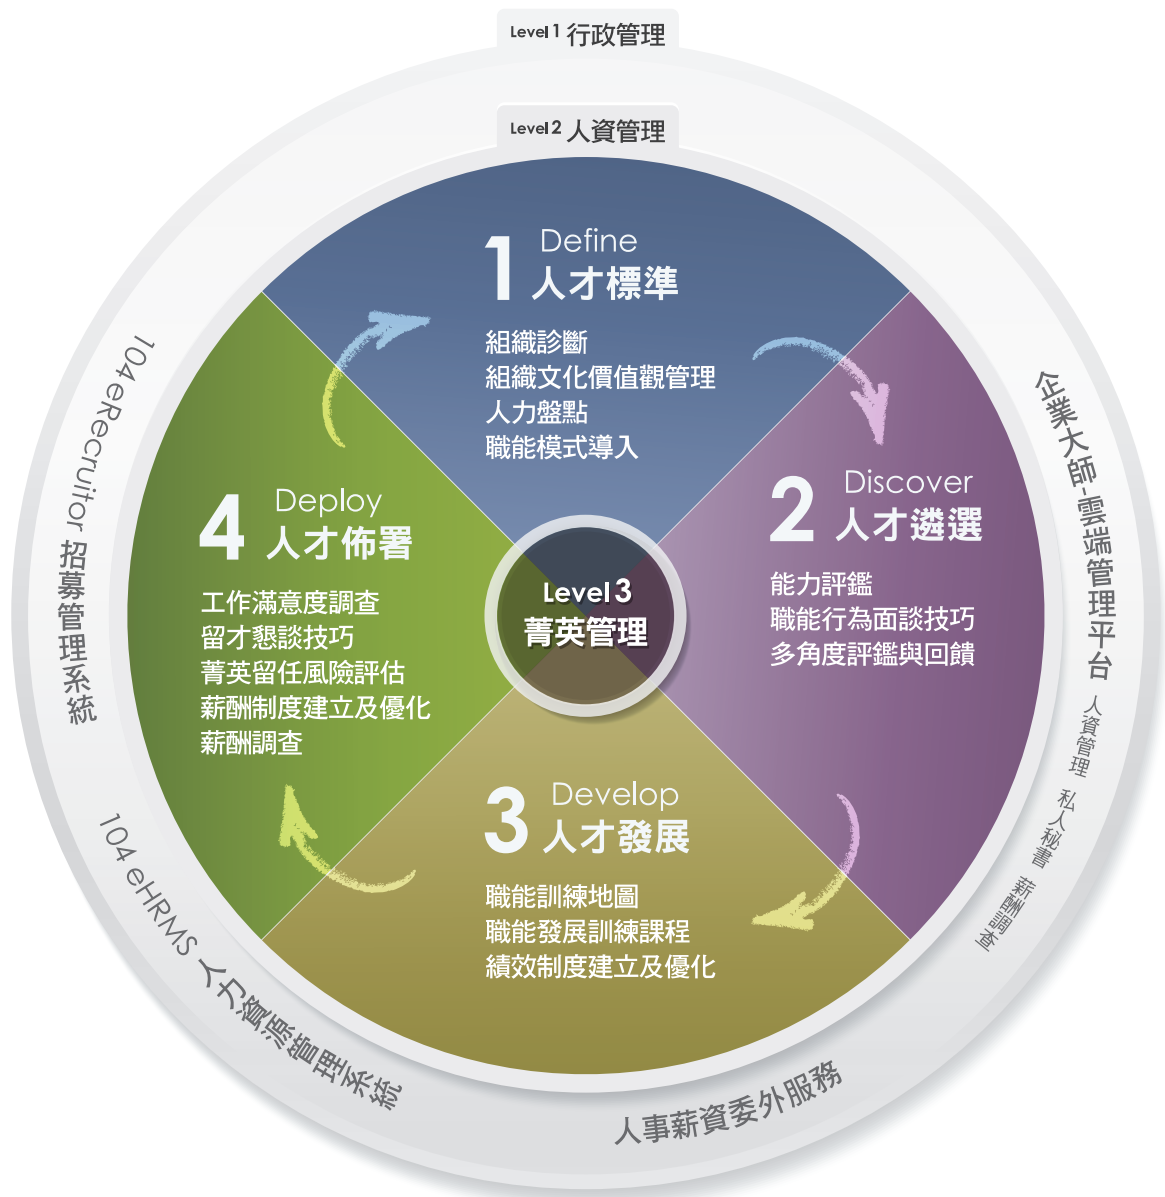 Level 1 行政管理
Level 2 人資管理
1 Define
人才標準
組織診斷
組織文化價值觀管理
人力盤點
職能模式導入
2 Discover
人才遴選
能力評鑑
職能行為面談技巧
多角度評鑑與回饋
3 Develop
人才發展
職能訓練地圖
職能發展訓練課程
績效制度建立及優化
4 Deploy
人才佈署
工作滿意度調查
留才懇談技巧
菁英留任風險評估
薪酬制度建立及優化
薪酬調查
Level 3
菁英管理
104 eRecruitor 招募管理系統
104 eHRMS 人力資源管理系統
人事薪資委外服務
企業大師-雲端管理平台 人資管理 私人秘書 薪酬調查